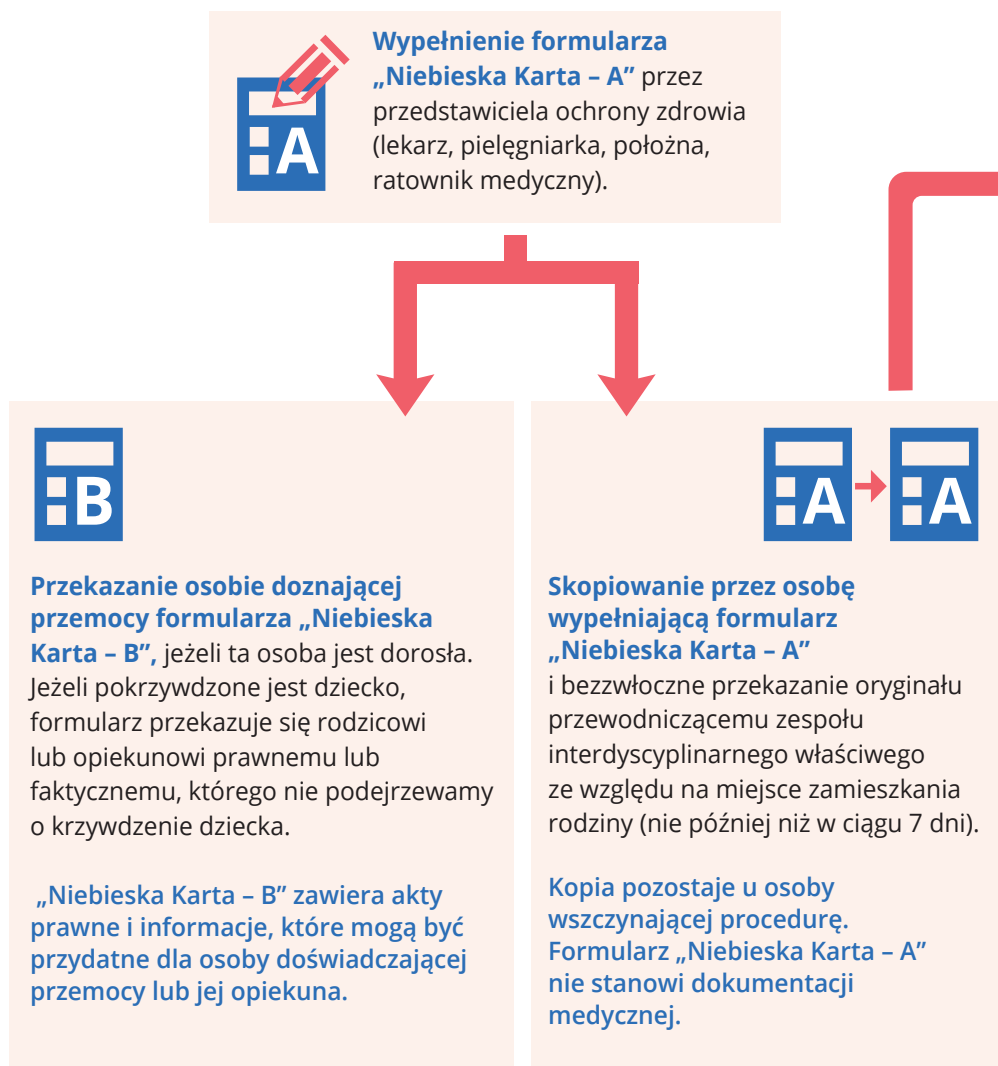 Wypełnienie formularza
„Niebieska Karta – A” przez
przedstawiciela ochrony zdrowia
(lekarz, pielęgniarka, położna,
ratownik medyczny).
A
B
Przekazanie osobie doznającej
przemocy formularza „Niebieska
Karta – B”, jeżeli ta osoba jest dorosła.
Jeżeli pokrzywdzone jest dziecko,
formularz przekazuje się rodzicowi
lub opiekunowi prawnemu lub
faktycznemu, którego nie podejrzewamy
o krzywdzenie dziecka.
„Niebieska Karta – B” zawiera akty
prawne i informacje, które mogą być
przydatne dla osoby doświadczającej
przemocy lub jej opiekuna.
A A
Skopiowanie przez osobę
wypełniającą formularz
„Niebieska Karta – A”
i bezzwłoczne przekazanie oryginału
przewodniczącemu zespołu
interdyscyplinarnego właściwego
ze względu na miejsce zamieszkania
rodziny (nie później niż w ciągu 7 dni).
Kopia pozostaje u osoby
wszczynającej procedurę.
Formularz „Niebieska Karta – A”
nie stanowi dokumentacji
medycznej.